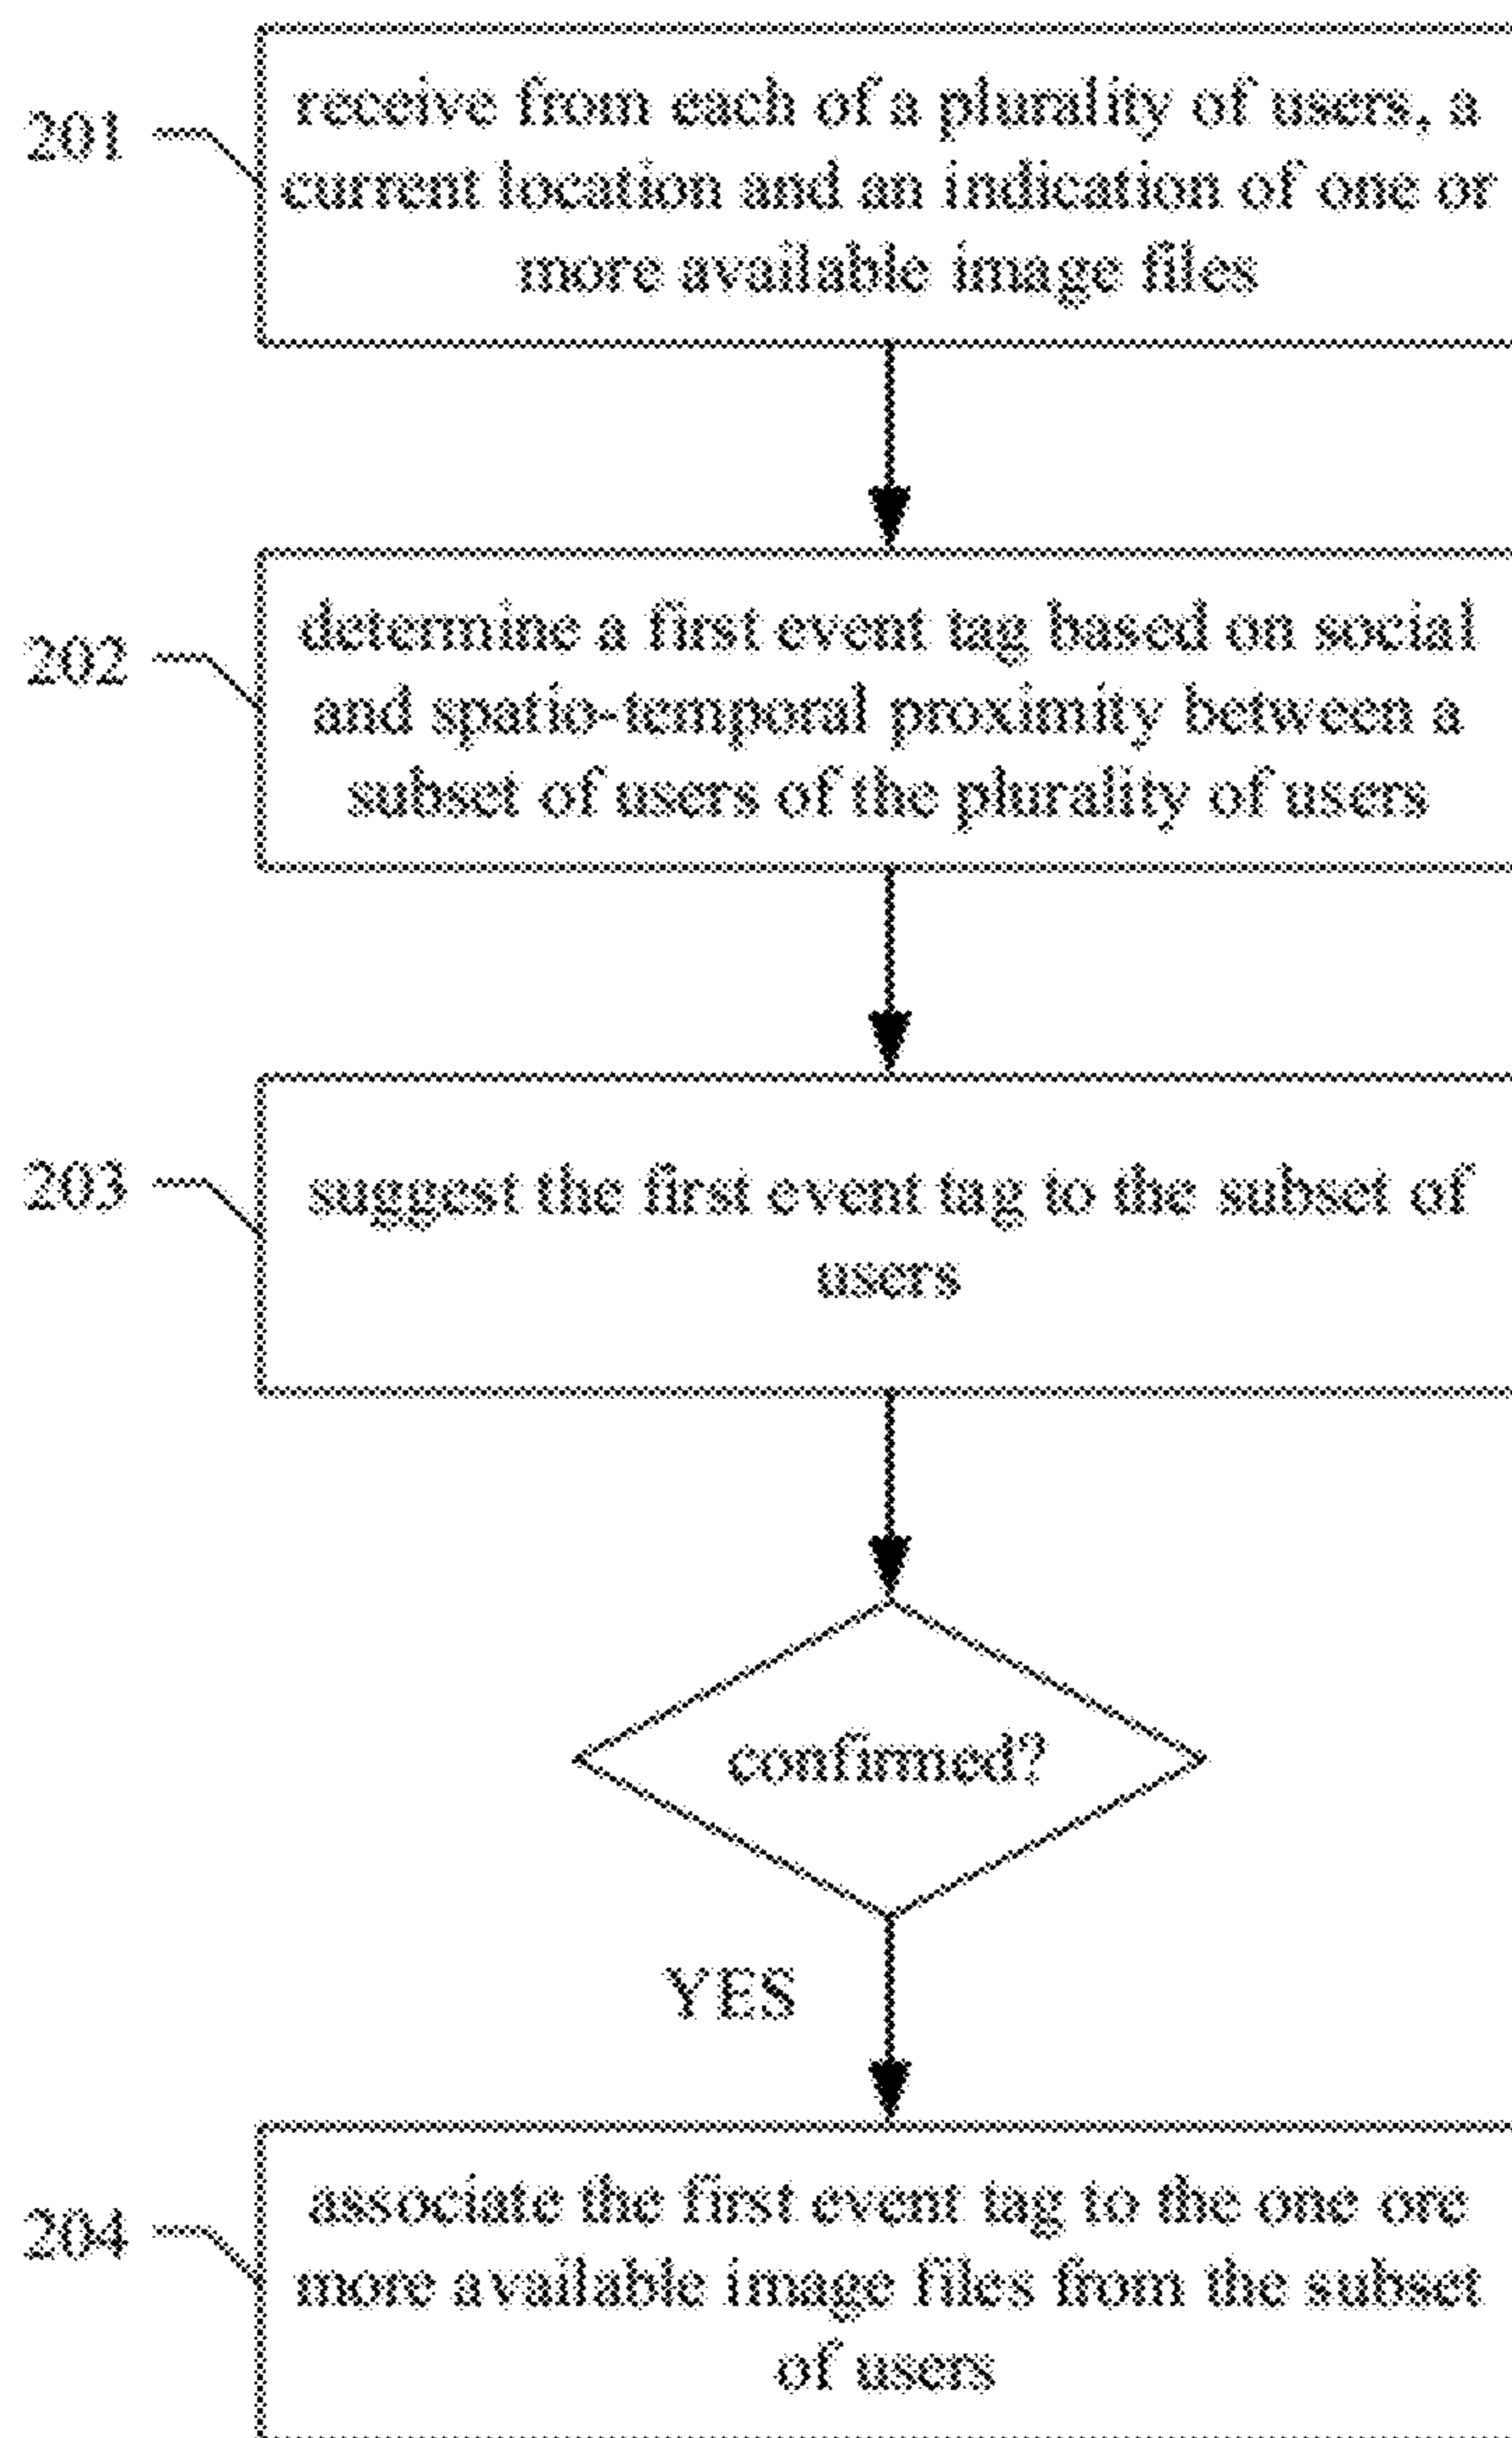 201
receive from each of a plurality of users, a
current location and an indication of one or
more available image files
202
determine a first event tag based on social
and spatio-temporal proximity between a
subset of users of the plurality of users
203
suggest the first event tag to the subset of
users
confirmed?
YES
204
associate the first event tag to the one ore
more available image files from the subset
of users